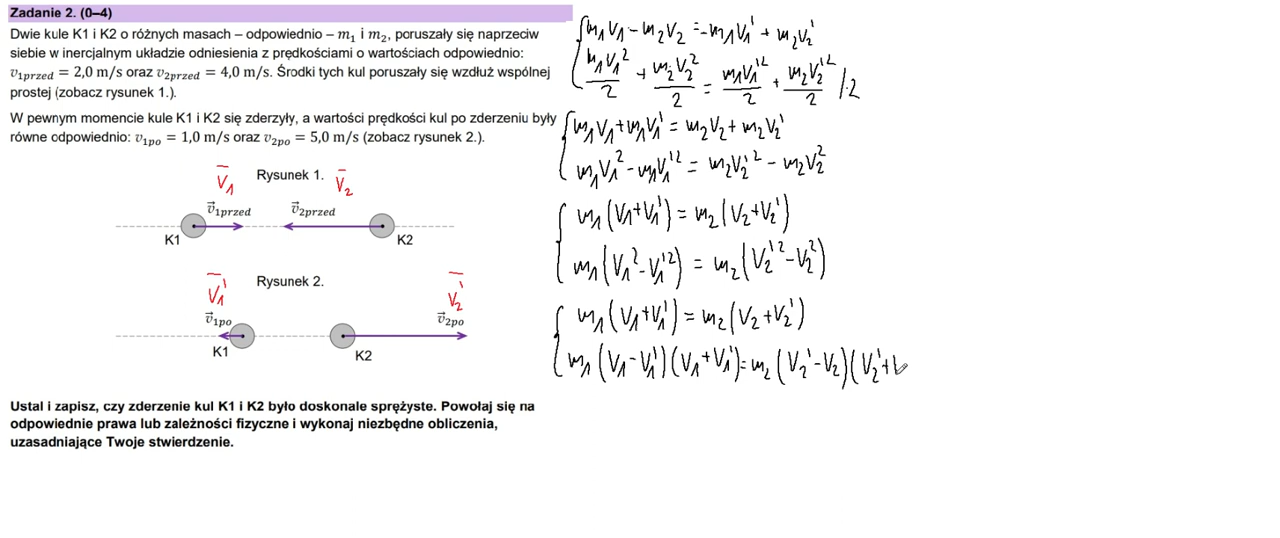 Zadanie 2. (0–4)
Dwie kule K1 i K2 o różnych masach – odpowiednio – m₁ i m₂, poruszały się naprzeciw
siebie w inercjalnym układzie odniesienia z prędkościami o wartościach odpowiednio:
v₁przed = 2,0 m/s oraz v₂przed = 4,0 m/s. Środki tych kul poruszały się wzdłuż wspólnej
prostej (zobacz rysunek 1.).
W pewnym momencie kule K1 i K2 się zderzyły, a wartości prędkości kul po zderzeniu były
równe odpowiednio: v₁po = 1,0 m/s oraz v₂po = 5,0 m/s (zobacz rysunek 2.).
Rysunek 1.
V₁ V₂
v⃗₁przed v⃗₂przed
K1 K2
Rysunek 2.
V₁' V₂'
v⃗₁po v⃗₂po
K1 K2
Ustal i zapisz, czy zderzenie kul K1 i K2 było doskonale sprężyste. Powołaj się na
odpowiednie prawa lub zależności fizyczne i wykonaj niezbędne obliczenia,
uzasadniające Twoje stwierdzenie.
m₁V₁ - m₂V₂ = -m₁V₁' + m₂V₂'
m₁V₁²/2 + m₂V₂²/2 = m₁V₁'²/2 + m₂V₂'²/2 /·2
m₁V₁ + m₁V₁' = m₂V₂ + m₂V₂'
m₁V₁² - m₁V₁'² = m₂V₂'² - m₂V₂²
m₁(V₁+V₁') = m₂(V₂+V₂')
m₁(V₁²-V₁'²) = m₂(V₂'²-V₂²)
m₁(V₁+V₁') = m₂(V₂+V₂')
m₁(V₁-V₁')(V₁+V₁') = m₂(V₂'-V₂)(V₂'+